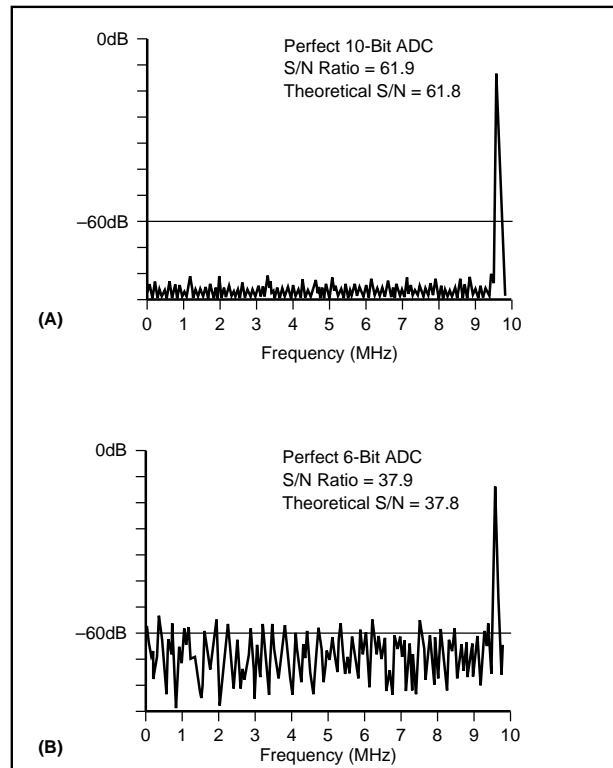 0dB
Perfect 10-Bit ADC
S/N Ratio = 61.9
Theoretical S/N = 61.8
–60dB
(A)
0 1 2 3 4 5 6 7 8 9 10
Frequency (MHz)
0dB
Perfect 6-Bit ADC
S/N Ratio = 37.9
Theoretical S/N = 37.8
–60dB
(B)
0 1 2 3 4 5 6 7 8 9 10
Frequency (MHz)